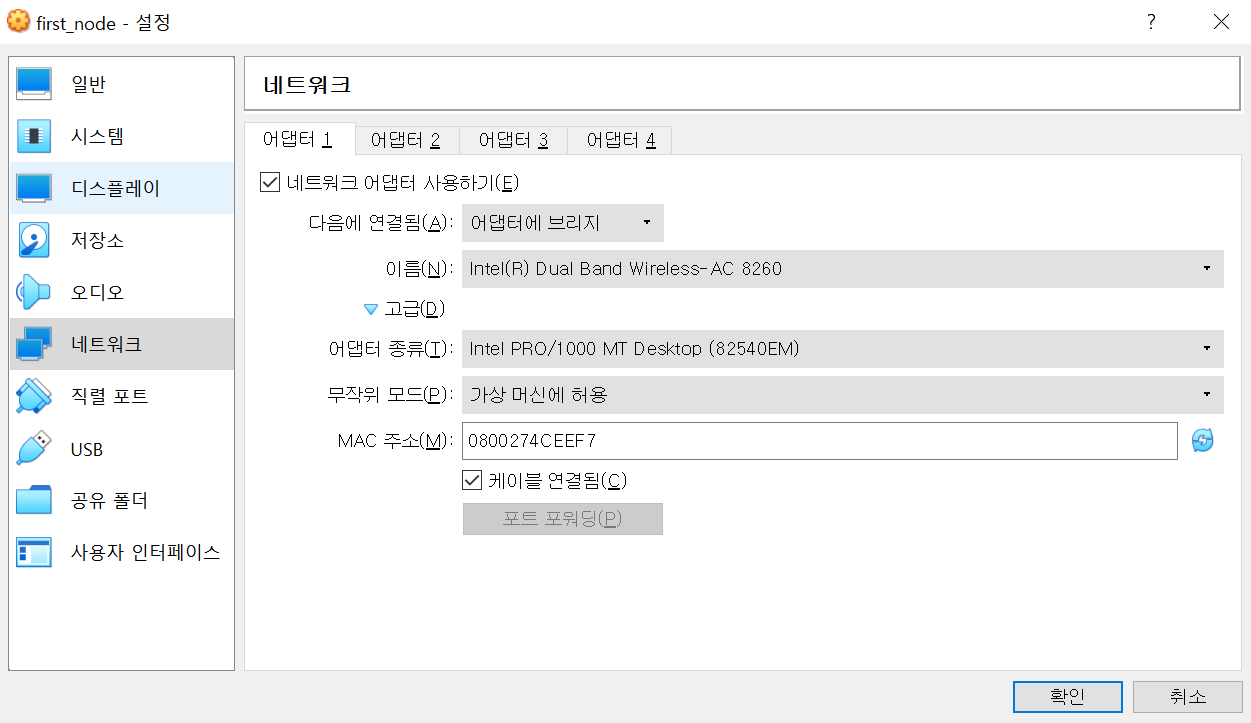 first_node - 설정
?
일반
시스템
디스플레이
저장소
오디오
네트워크
직렬 포트
USB
공유 폴더
사용자 인터페이스
네트워크
어댑터 1 어댑터 2 어댑터 3 어댑터 4
네트워크 어댑터 사용하기(E)
다음에 연결됨(A): 어댑터에 브리지
이름(N): Intel(R) Dual Band Wireless-AC 8260
고급(D)
어댑터 종류(T): Intel PRO/1000 MT Desktop (82540EM)
무작위 모드(P): 가상 머신에 허용
MAC 주소(M): 0800274CEEF7
케이블 연결됨(C)
포트 포워딩(P)
확인 취소